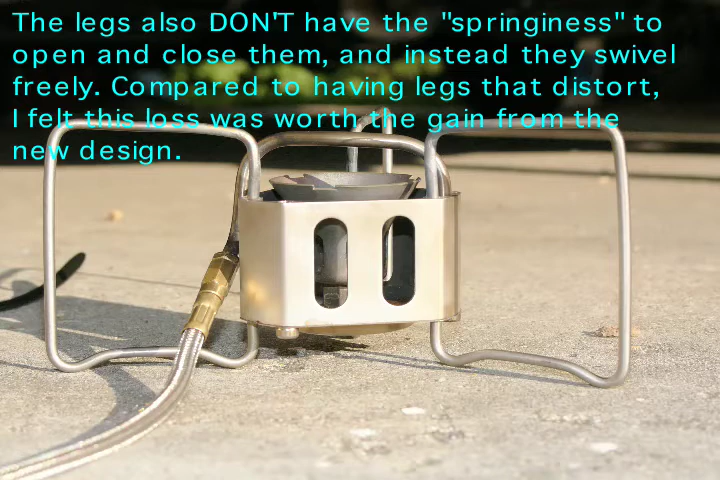 The legs also DON'T have the "springiness" to
open and close them, and instead they swivel
freely. Compared to having legs that distort,
I felt this loss was worth the gain from the
new design.